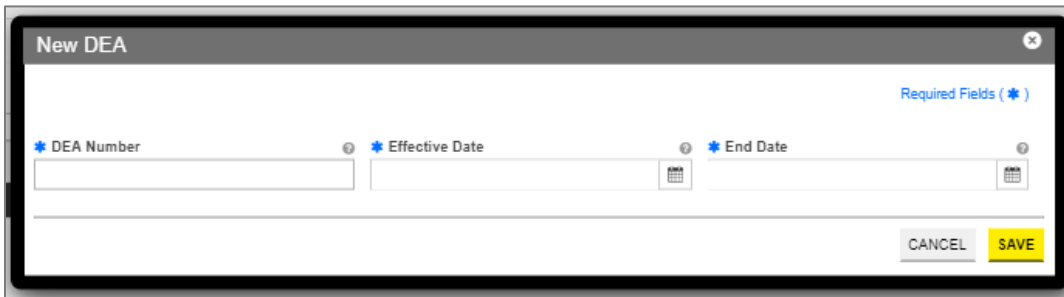 New DEA
Required Fields ( ✱ )
✱ DEA Number ✱ Effective Date ✱ End Date
CANCEL SAVE